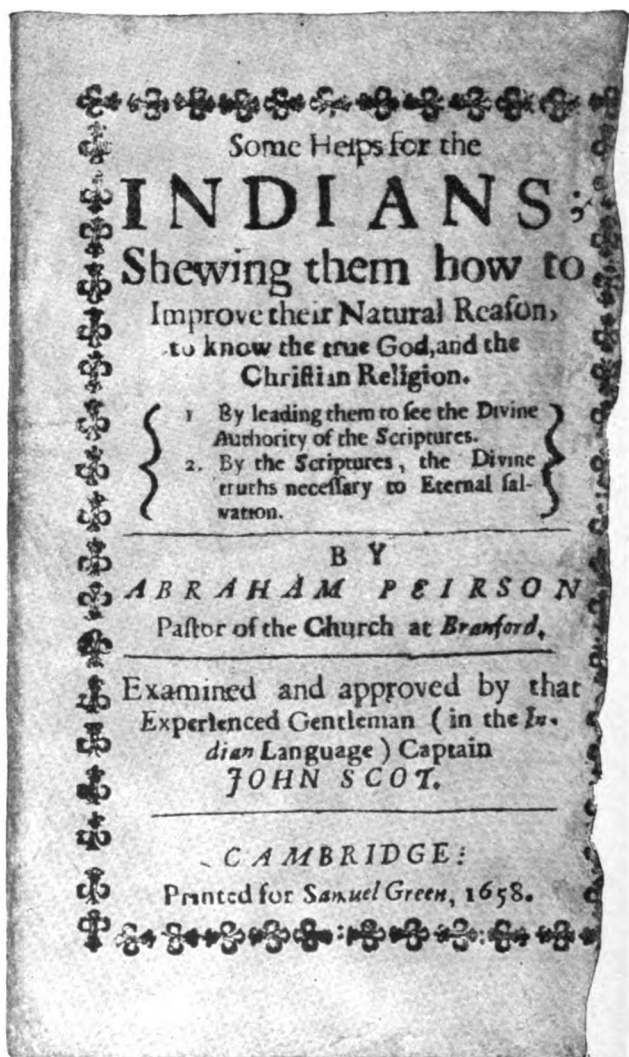 Some Helps for the
INDIANS:
Shewing them how to
Improve their Natural Reaſon,
to know the true God, and the
Chriſtian Religion.
1 By leading them to ſee the Divine
Authority of the Scriptures.
2. By the Scriptures, the Divine
truths neceſſary to Eternal ſal-
vation.
BY
ABRAHAM PEIRSON
Paſtor of the Church at Branford,
Examined and approved by that
Experienced Gentleman (in the In-
dian Language) Captain
JOHN SCOT.
CAMBRIDGE:
Printed for Samuel Green, 1658.